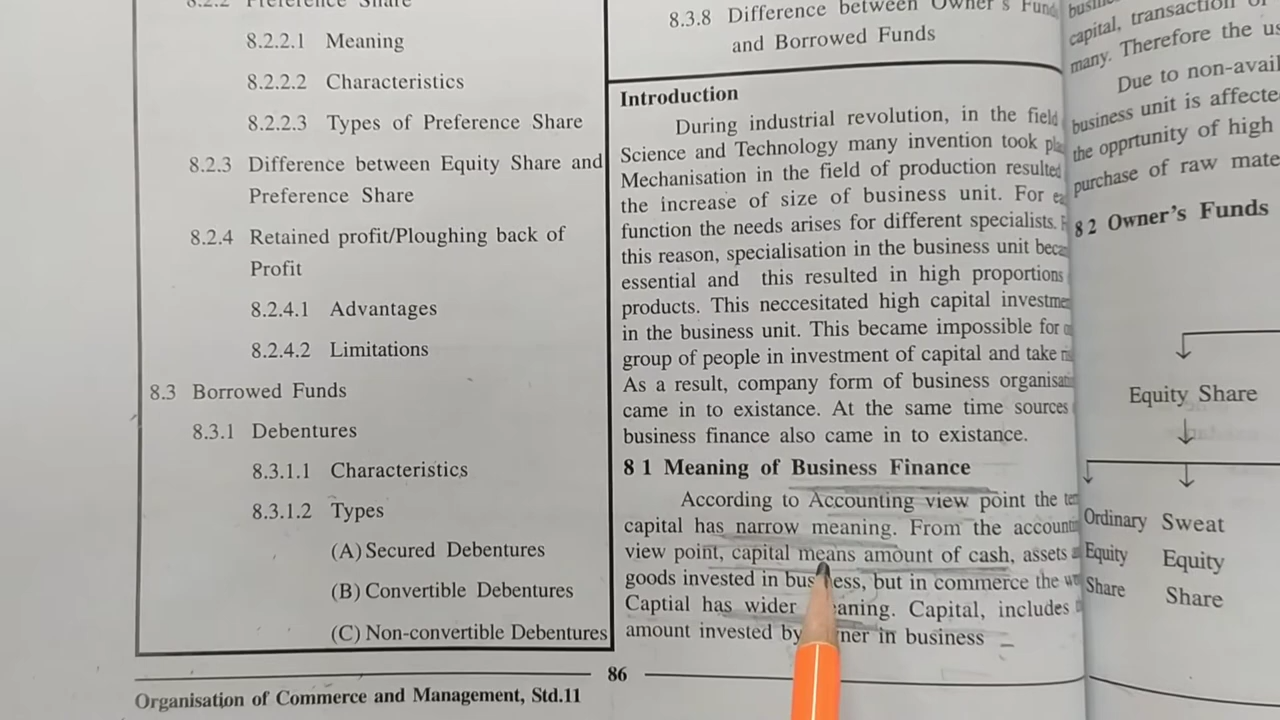 8.2.2 Preference Share
8.2.2.1 Meaning
8.2.2.2 Characteristics
8.2.2.3 Types of Preference Share
8.2.3 Difference between Equity Share and
Preference Share
8.2.4 Retained profit/Ploughing back of
Profit
8.2.4.1 Advantages
8.2.4.2 Limitations
8.3 Borrowed Funds
8.3.1 Debentures
8.3.1.1 Characteristics
8.3.1.2 Types
(A) Secured Debentures
(B) Convertible Debentures
(C) Non-convertible Debentures
8.3.8 Difference between Owner's
and Borrowed Funds
Introduction
During industrial revolution, in the field
Science and Technology many invention took
Mechanisation in the field of production resulted
the increase of size of business unit. For
function the needs arises for different specialists.
this reason, specialisation in the business unit
essential and this resulted in high proportions
products. This neccesitated high capital
in the business unit. This became impossible for
group of people in investment of capital and take
As a result, company form of business
came in to existance. At the same time sources
business finance also came in to existance.
8 1 Meaning of Business Finance
According to Accounting view point the
capital has narrow meaning. From the
view point, capital means amount of cash, assets
goods invested in but in commerce the
Captial has wider Capital, includes
amount invested in business
86
Organisation of Commerce and Management, Std.11
capital, transaction
many. Therefore the
Due to non-avail
business unit is
the opprtunity of high
purchase of raw
8 2 Owner's Funds
Equity Share
Ordinary Sweat
Equity Equity
Share Share